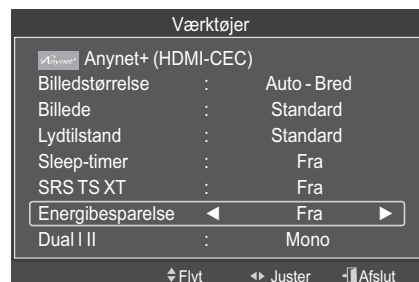 Værktøjer
Anynet+ Anynet+ (HDMI-CEC)
Billedstørrelse : Auto - Bred
Billede : Standard
Lydtilstand : Standard
Sleep-timer : Fra
SRS TS XT : Fra
Energibesparelse ◄ Fra ►
Dual I II : Mono
Flyt Juster Afslut